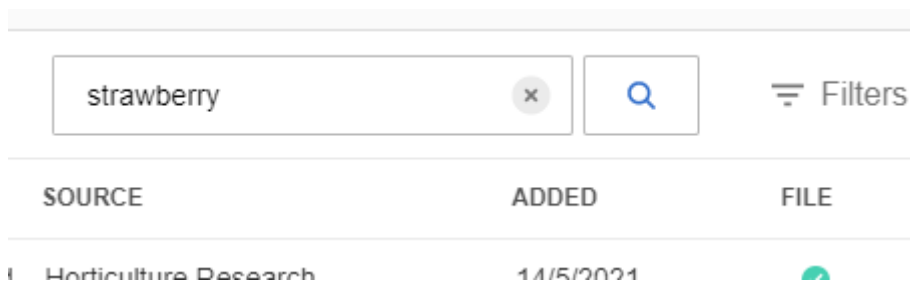 strawberry
Filters
SOURCE ADDED FILE
Horticulture Research 14/5/2021